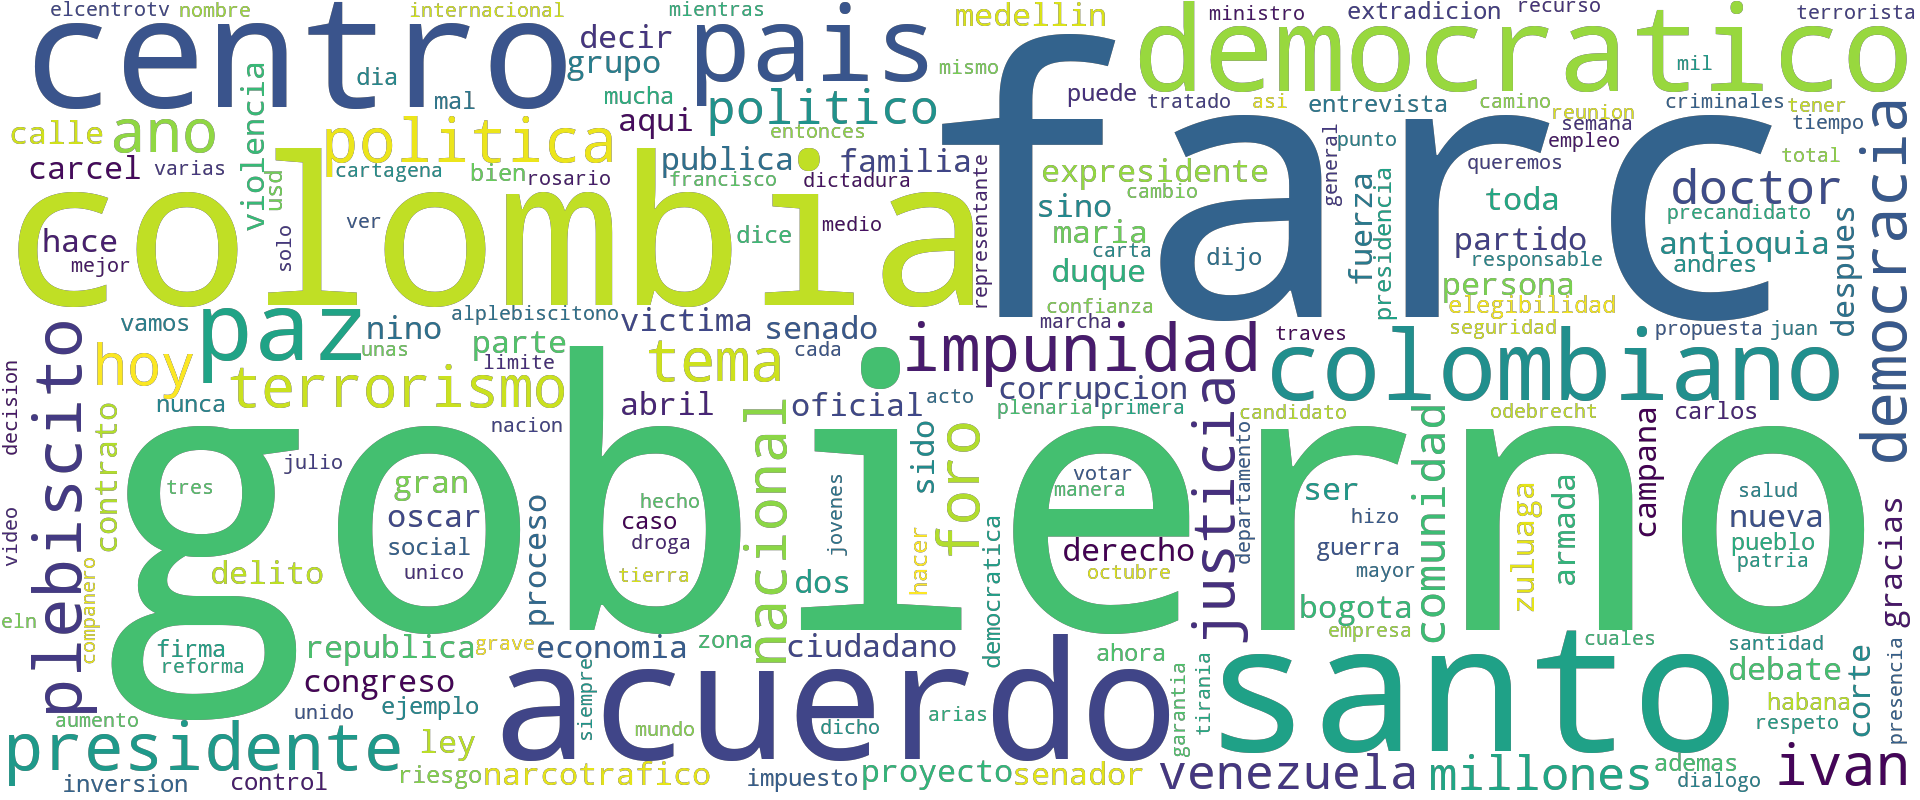 elcentrotv nombre internacional mientras medellin ministro extradicion recurso terrorista
centro decir pais democratico
grupo dia mal mucha mismo mil
calle ano violencia politica aqui politico entonces puede tratado asi entrevista camino reunion criminales tener
carcel varias usd cartagena bien rosario publica francisco familia dictadura farc expresidente general punto semana empleo queremos total tiempo
colombia hace mejor solo ver dice medio representante sino maria carta cambio dijo fuerza presidencia toda doctor precandidato democracia
duque partido responsable antioquia andres despues
confianza persona elegibilidad
vamos paz nino alplebiscitono victima senado marcha seguridad propuesta juan
plebiscito hoy unas parte limite tema cada impunidad traves colombiano
decision terrorismo abril oficial acto corrupcion
nunca nacion plenaria primera candidato odebrecht carlos
contrato julio nacional sido foro justicia departamento comunidad campana
gobierno tres gran oscar social unico hecho caso droga tierra votar manera derecho octubre ser hizo guerra mayor zuluaga armada salud nueva pueblo patria
video companero delito proceso jovenes dos hacer democratica bogota empresa gracias
eln firma reforma republica grave economia zona ciudadano ahora cuales santidad
congreso acuerdo santo debate
aumento unido ejemplo siempre mundo dicho arias garantia tirania habana respeto corte presencia
presidente ley
inversion control riesgo narcotrafico impuesto proyecto senador venezuela millones ademas dialogo ivan